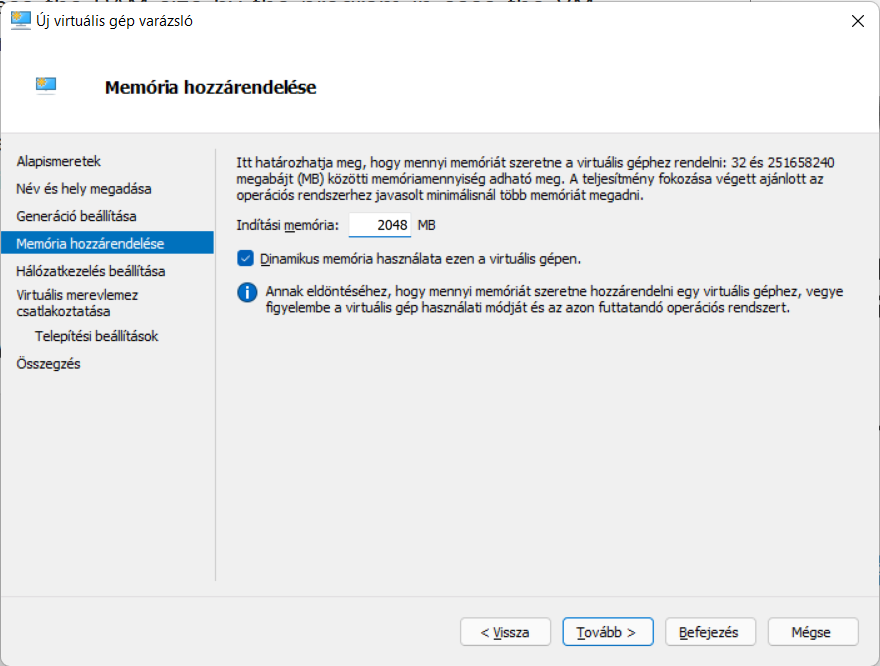 Új virtuális gép varázsló
Memória hozzárendelése
Alapismeretek
Név és hely megadása
Generáció beállítása
Memória hozzárendelése
Hálózatkezelés beállítása
Virtuális merevlemez
csatlakoztatása
Telepítési beállítások
Összegzés
Itt határozhatja meg, hogy mennyi memóriát szeretne a virtuális géphez rendelni: 32 és 251658240
megabájt (MB) közötti memóriamennyiség adható meg. A teljesítmény fokozása végett ajánlott az
operációs rendszerhez javasolt minimálisnál több memóriát megadni.
Indítási memória: 2048 MB
Dinamikus memória használata ezen a virtuális gépen.
Annak eldöntéséhez, hogy mennyi memóriát szeretne hozzárendelni egy virtuális géphez, vegye
figyelembe a virtuális gép használati módját és az azon futtatandó operációs rendszert.
< Vissza Tovább > Befejezés Mégse